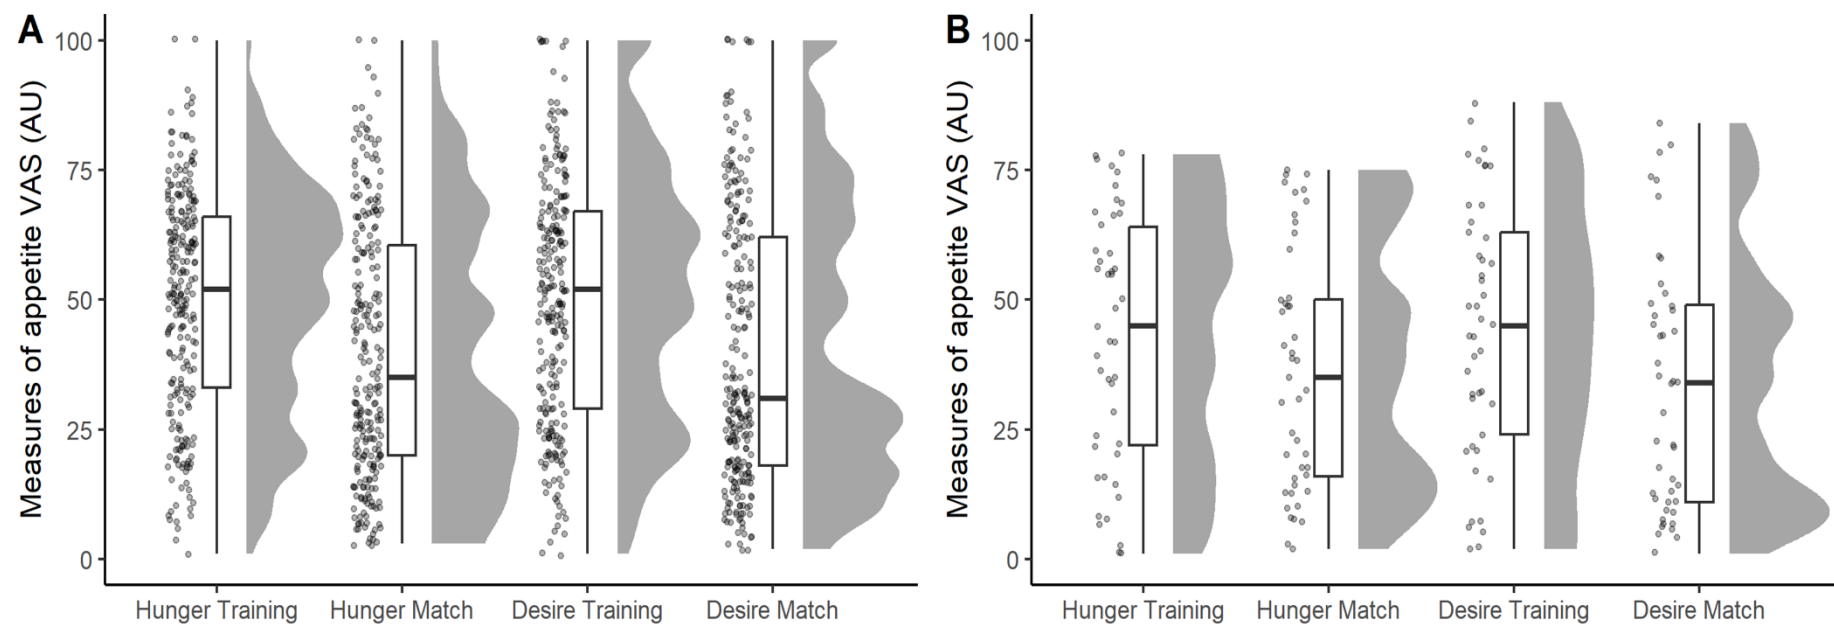 A
Measures of appetite VAS (AU)
100
75
50
25
0
Hunger Training
Hunger Match
Desire Training
Desire Match
B
Measures of appetite VAS (AU)
100
75
50
25
0
Hunger Training
Hunger Match
Desire Training
Desire Match